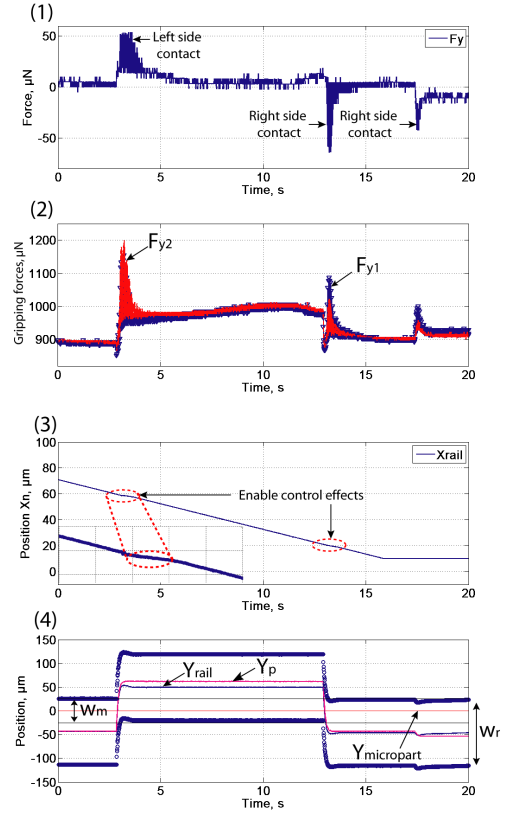 (1)
50
0
-50
Force, µN
Left side
contact
Fy
Right side
contact
Right side
contact
0 5 10 15 20
Time, s
(2)
1200
1100
1000
900
Gripping forces, µN
Fy2
Fy1
0 5 10 15 20
Time, s
(3)
100
80
60
40
20
0
Position Xn, µm
Xrail
Enable control effects
0 5 10 15 20
Time, s
(4)
150
100
50
0
-50
-100
-150
Position, µm
Yrail
Yp
Wm
Wr
Ymicropart
0 5 10 15 20
Time, s